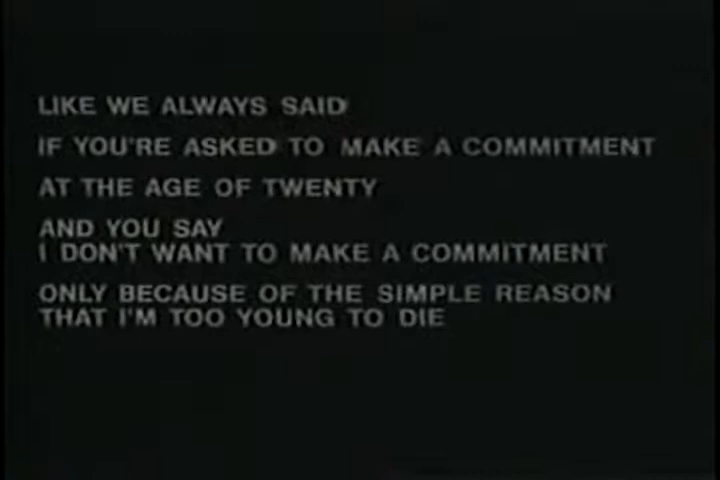 LIKE WE ALWAYS SAID
IF YOU'RE ASKED TO MAKE A COMMITMENT
AT THE AGE OF TWENTY
AND YOU SAY
I DON'T WANT TO MAKE A COMMITMENT
ONLY BECAUSE OF THE SIMPLE REASON
THAT I'M TOO YOUNG TO DIE